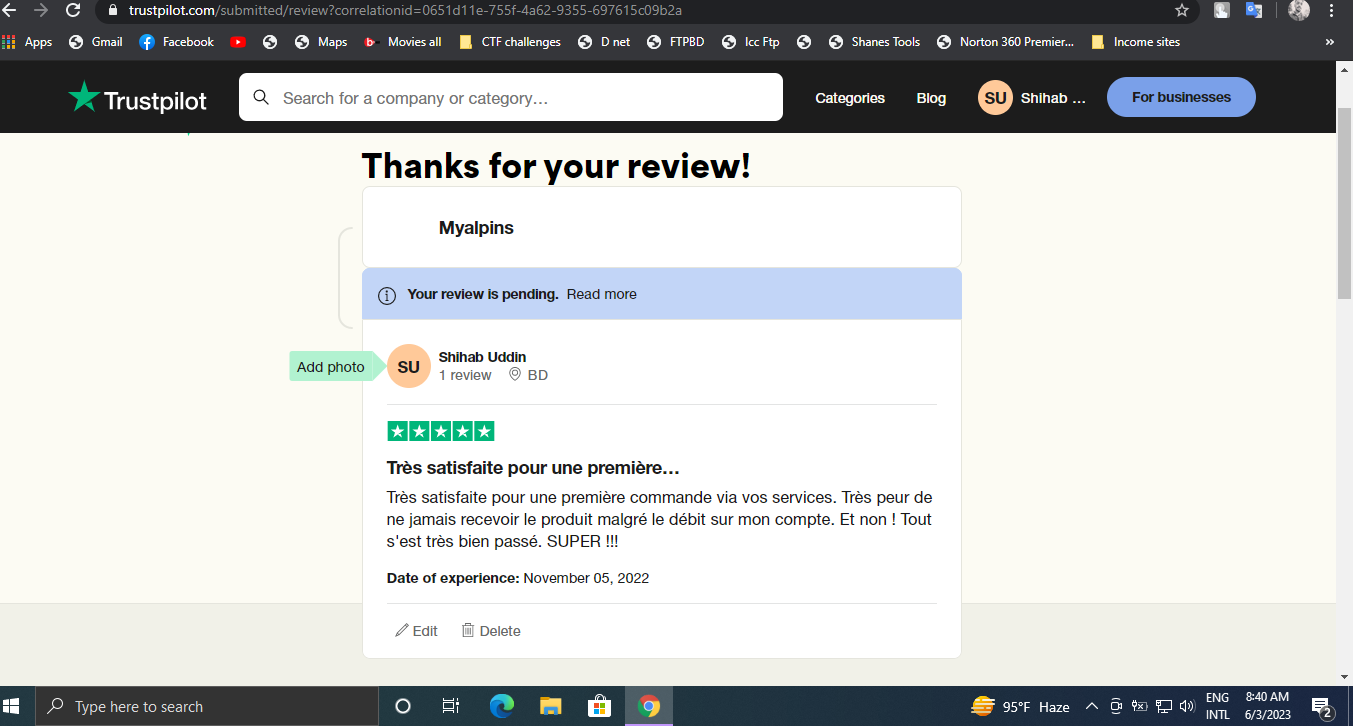 trustpilot.com/submitted/review?correlationid=0651d11e-755f-4a62-9355-697615c09b2a
Apps Gmail Facebook Maps b Movies all CTF challenges D net FTPBD Icc Ftp Shanes Tools Norton 360 Premier... Income sites »
Trustpilot Search for a company or category... Categories Blog SU Shihab ... For businesses
Thanks for your review!
Myalpins
Your review is pending. Read more
Add photo SU Shihab Uddin
1 review BD
Très satisfaite pour une première...
Très satisfaite pour une première commande via vos services. Très peur de
ne jamais recevoir le produit malgré le débit sur mon compte. Et non ! Tout
s'est très bien passé. SUPER !!!
Date of experience: November 05, 2022
Edit Delete
Type here to search 95°F Haze ENG 8:40 AM
INTL 6/3/2023 2